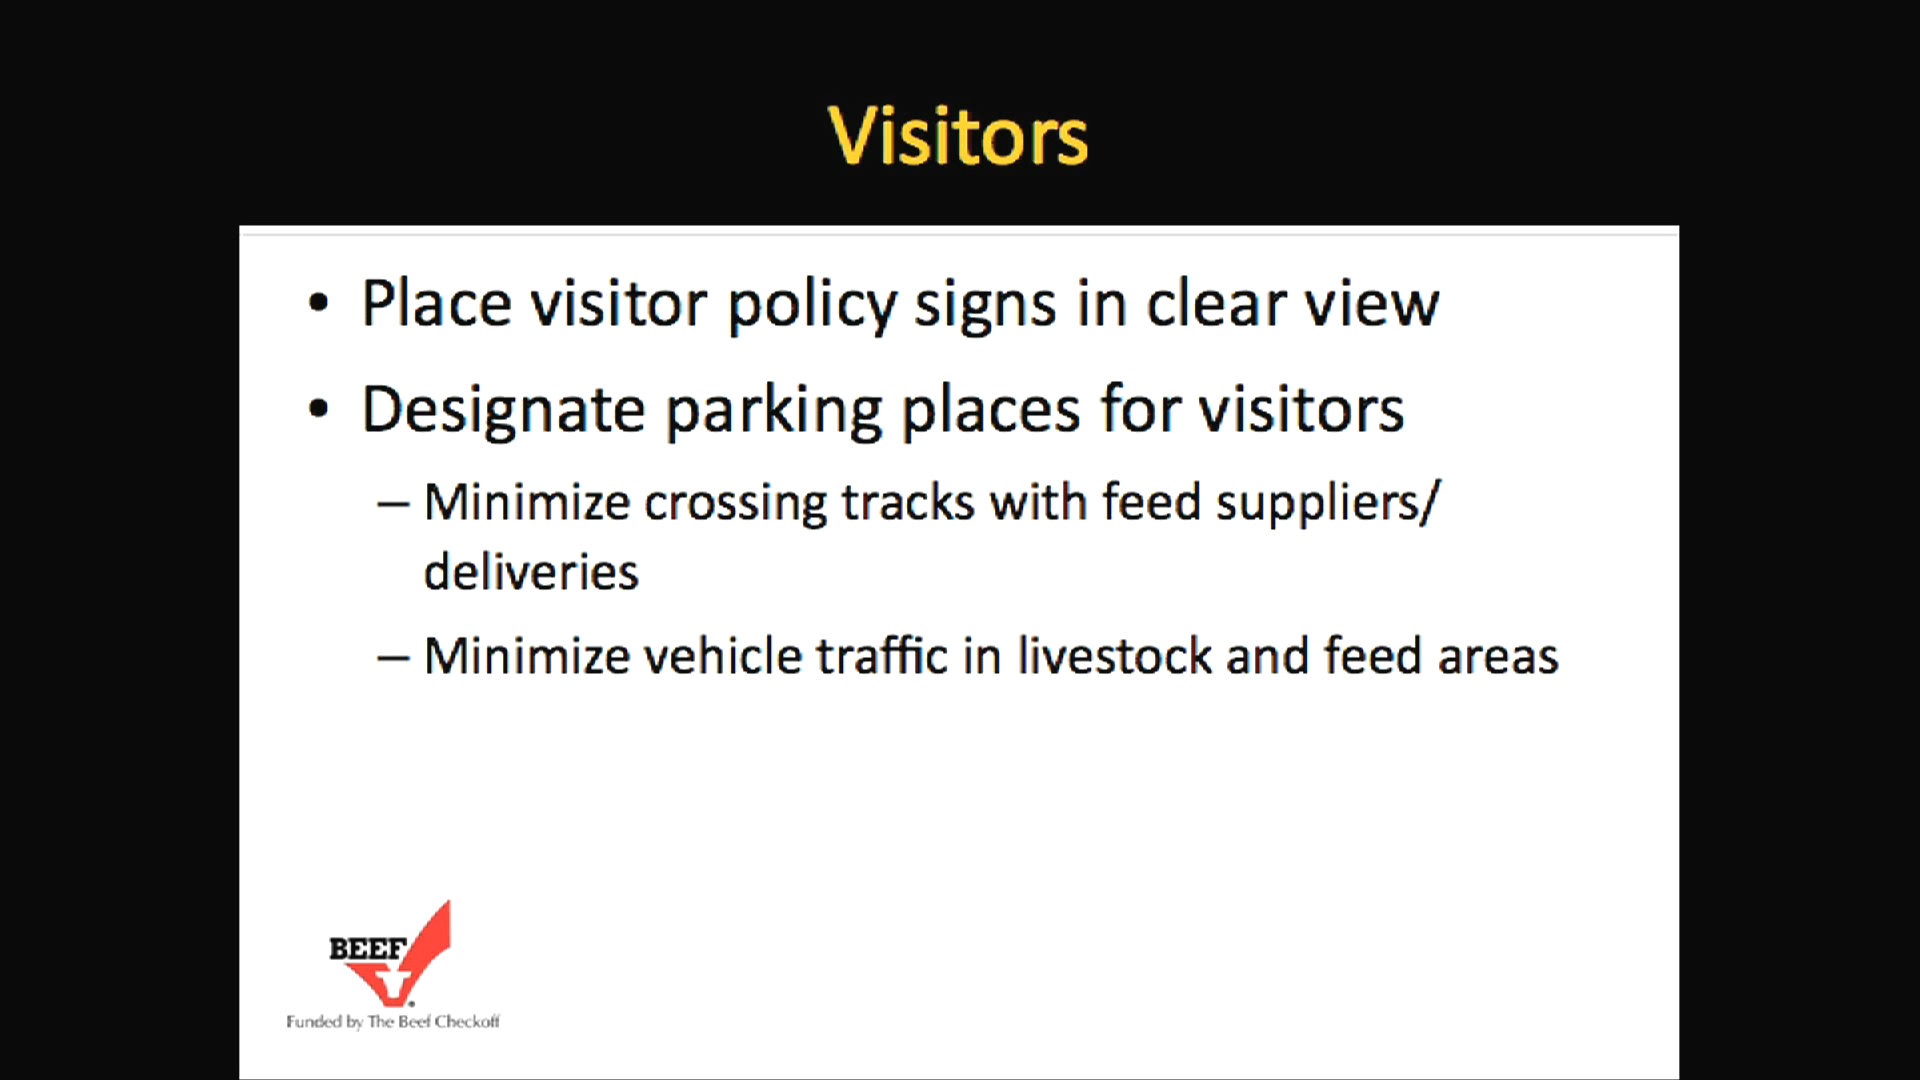 Visitors
• Place visitor policy signs in clear view
• Designate parking places for visitors
– Minimize crossing tracks with feed suppliers/
deliveries
– Minimize vehicle traffic in livestock and feed areas
BEEF
Funded by The Beef Checkoff